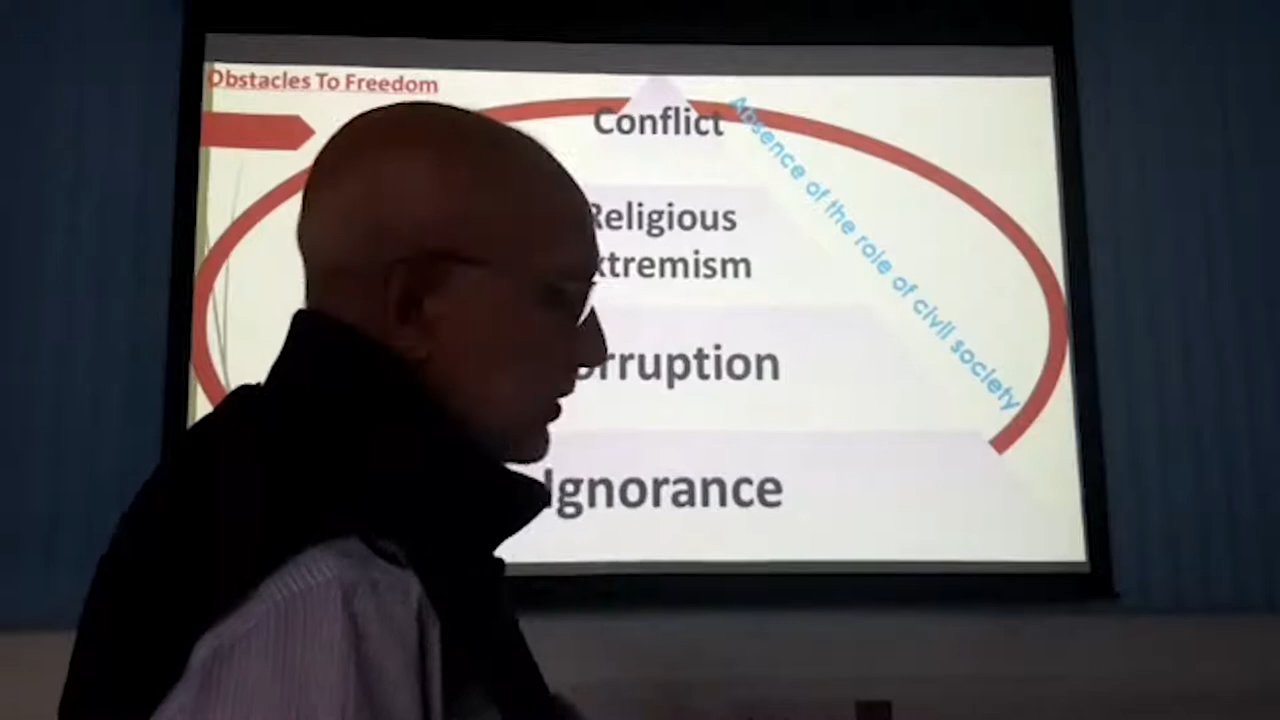 Obstacles To Freedom
Conflict
Absence of the role of civil society
Religious
xtremism
orruption
Ignorance